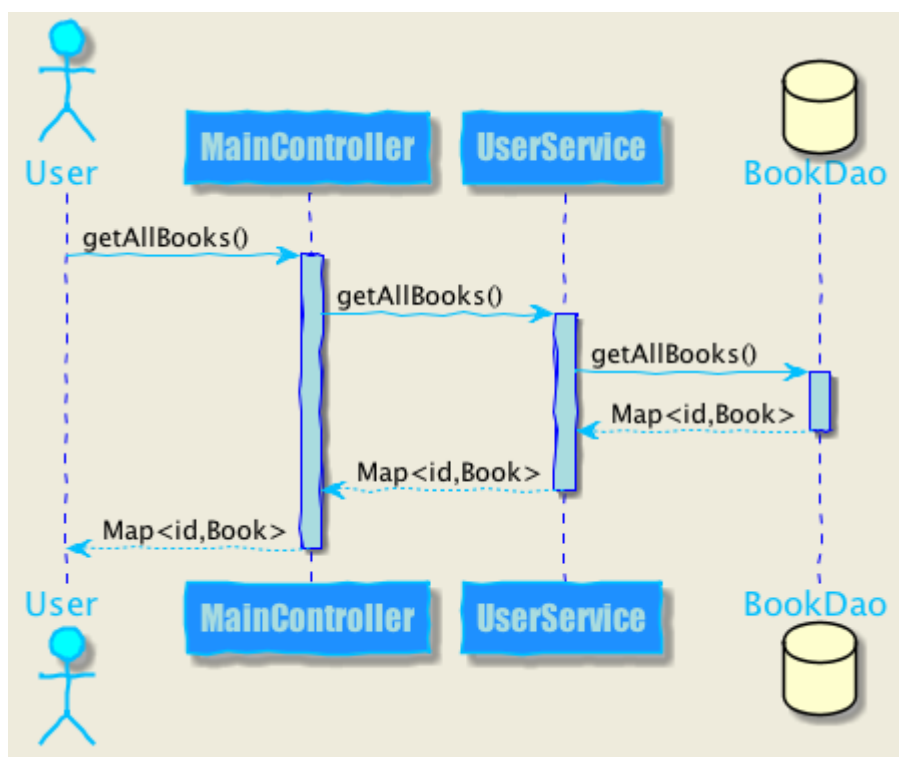 User
MainController
UserService
BookDao
getAllBooks()
getAllBooks()
getAllBooks()
Map<id,Book>
Map<id,Book>
Map<id,Book>
User
MainController
UserService
BookDao